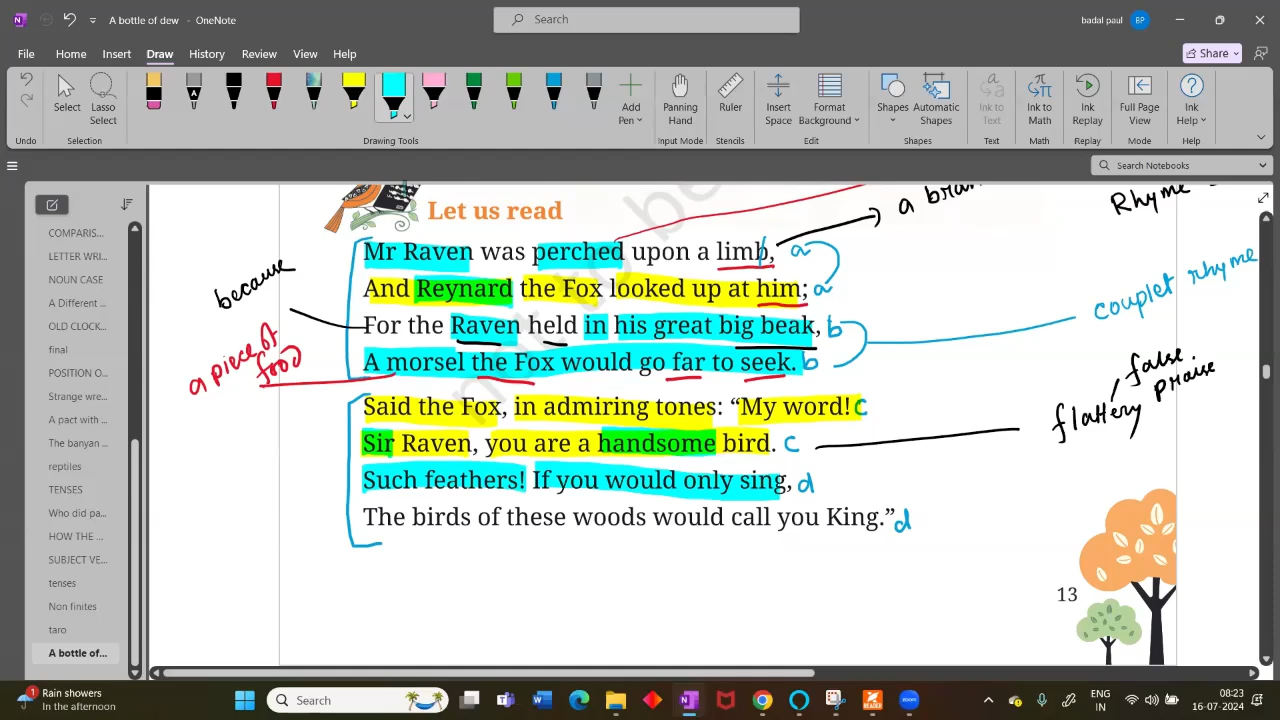 A bottle of dew - OneNote
Search
badal paul BP
File Home Insert Draw History Review View Help
Share
Undo
Select
Lasso Select
Selection
Drawing Tools
Add Pen
Panning Hand
Input Mode
Ruler
Stencils
Insert Space
Format Background
Edit
Shapes
Automatic Shapes
Shapes
Ink to Text
Text
Ink to Math
Math
Ink Replay
Replay
Full Page View
Mode
Ink Help
Help
Search Notebooks
COMPARIS...
LETTER WRI...
NOUN CASE
A Different ...
OLD CLOCK...
final
POSITION O...
Strange wre...
A pact with ...
The banyan ...
reptiles
TENSES
Who did pa...
HOW THE ...
SUBJECT VE...
tenses
Non finites
taro
A bottle of...
Let us read
Rhyme
Mr Raven was perched upon a limb, a
And Reynard the Fox looked up at him; a
For the Raven held in his great big beak, b
A morsel the Fox would go far to seek. b
because
a piece of food
couplet rhyme
Said the Fox, in admiring tones: “My word! c
Sir Raven, you are a handsome bird. c
Such feathers! If you would only sing, d
The birds of these woods would call you King.” d
flattery
false praise
13
1
Rain showers
In the afternoon
Search
ENG
IN
08:23
16-07-2024